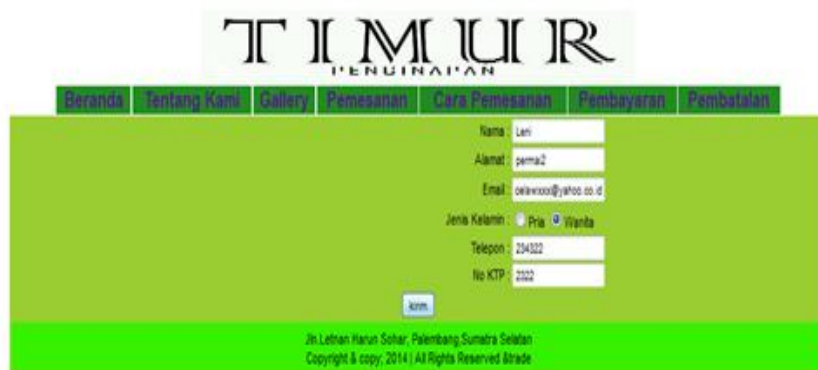 TIMUR
PENGINAPAN
Beranda Tentang Kami Gallery Pemesanan Cara Pemesanan Pembayaran Pembatalan
Nama : Leni
Alamat : permai2
Email : @yahoo.co.id
Jenis Kelamin : Pria Wanita
Telepon : 234322
No KTP : 2322
kirim
Jln.Letnan Harun Sohar, Palembang,Sumatra Selatan
Copyright & copy; 2014 | All Rights Reserved &trade